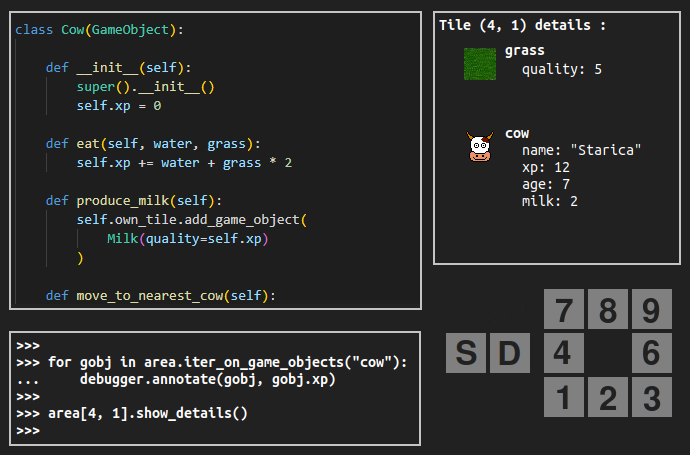 class Cow(GameObject):
    def __init__(self):
        super().__init__()
        self.xp = 0
    def eat(self, water, grass):
        self.xp += water + grass * 2
    def produce_milk(self):
        self.own_tile.add_game_object(
            Milk(quality=self.xp)
        )
    def move_to_nearest_cow(self):
>>>
>>> for gobj in area.iter_on_game_objects("cow"):
...     debugger.annotate(gobj, gobj.xp)
>>>
>>> area[4, 1].show_details()
>>>
Tile (4, 1) details :
grass
quality: 5
cow
name: "Starica"
xp: 12
age: 7
milk: 2
7 8 9
S D 4 6
1 2 3